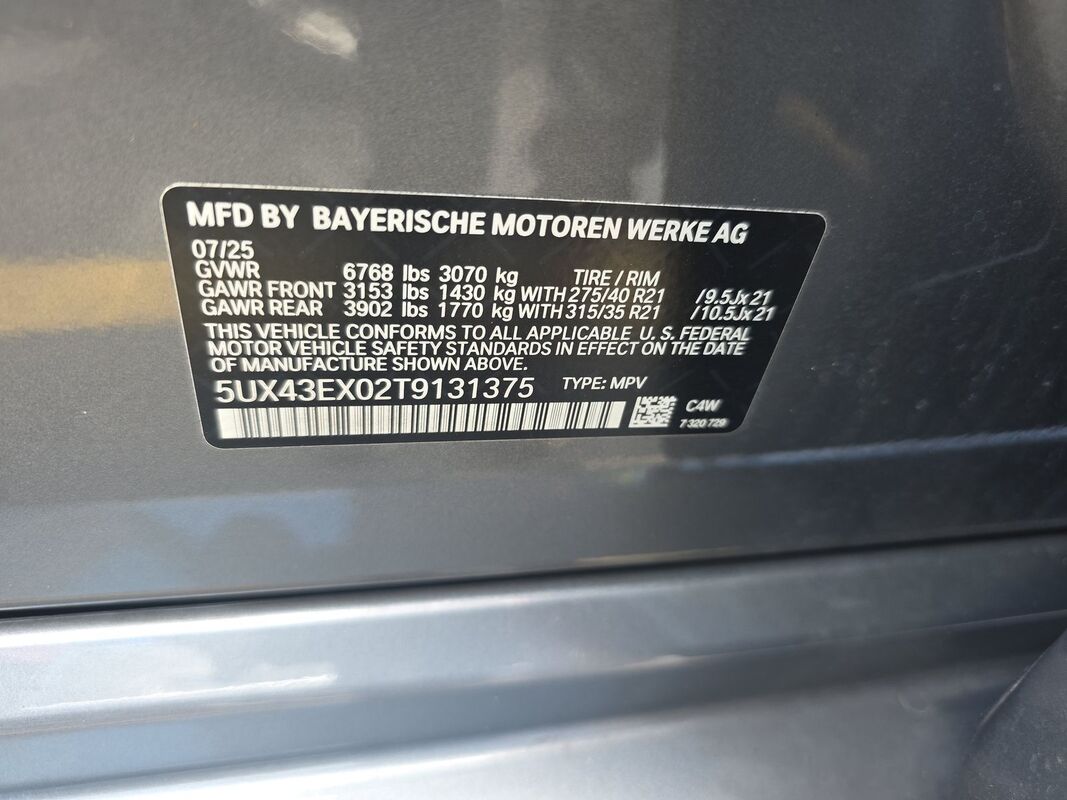 MFD BY BAYERISCHE MOTOREN WERKE AG
07/25
GVWR 6768 lbs 3070 kg TIRE / RIM
GAWR FRONT 3153 lbs 1430 kg WITH 275/40 R21 /9.5Jx21
GAWR REAR 3902 lbs 1770 kg WITH 315/35 R21 /10.5Jx21
THIS VEHICLE CONFORMS TO ALL APPLICABLE U. S. FEDERAL
MOTOR VEHICLE SAFETY STANDARDS IN EFFECT ON THE DATE
OF MANUFACTURE SHOWN ABOVE.
5UX43EX02T9131375 TYPE: MPV
C4W
7 320 729